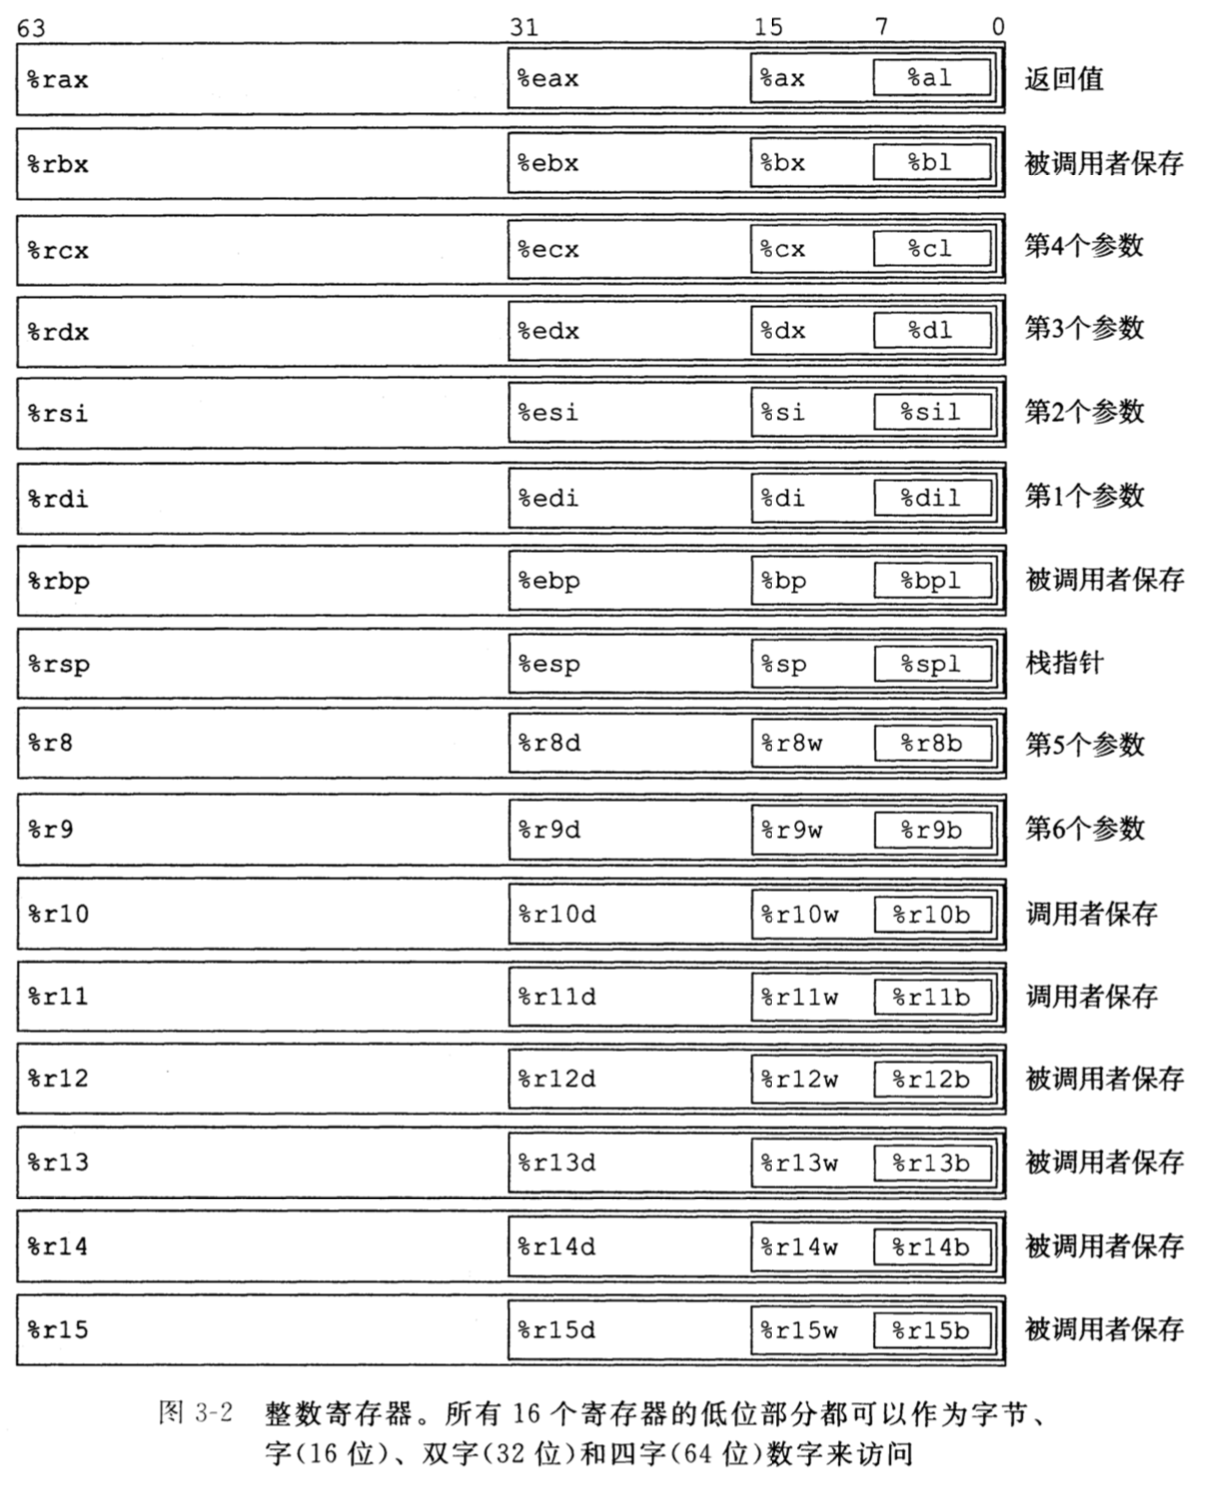 63 31 15 7 0
%rax %eax %ax %al 返回值
%rbx %ebx %bx %bl 被调用者保存
%rcx %ecx %cx %cl 第4个参数
%rdx %edx %dx %dl 第3个参数
%rsi %esi %si %sil 第2个参数
%rdi %edi %di %dil 第1个参数
%rbp %ebp %bp %bpl 被调用者保存
%rsp %esp %sp %spl 栈指针
%r8 %r8d %r8w %r8b 第5个参数
%r9 %r9d %r9w %r9b 第6个参数
%r10 %r10d %r10w %r10b 调用者保存
%r11 %r11d %r11w %r11b 调用者保存
%r12 %r12d %r12w %r12b 被调用者保存
%r13 %r13d %r13w %r13b 被调用者保存
%r14 %r14d %r14w %r14b 被调用者保存
%r15 %r15d %r15w %r15b 被调用者保存
图 3-2 整数寄存器。所有 16 个寄存器的低位部分都可以作为字节、
字(16 位)、双字(32 位)和四字(64 位)数字来访问